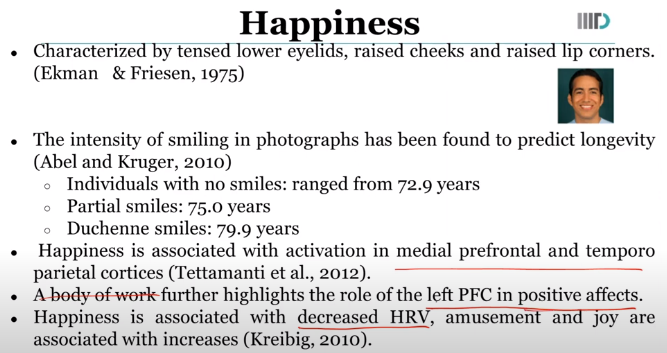 Happiness
• Characterized by tensed lower eyelids, raised cheeks and raised lip corners.
(Ekman & Friesen, 1975)
• The intensity of smiling in photographs has been found to predict longevity
(Abel and Kruger, 2010)
○ Individuals with no smiles: ranged from 72.9 years
○ Partial smiles: 75.0 years
○ Duchenne smiles: 79.9 years
• Happiness is associated with activation in medial prefrontal and temporo
parietal cortices (Tettamanti et al., 2012).
• A body of work further highlights the role of the left PFC in positive affects.
• Happiness is associated with decreased HRV, amusement and joy are
associated with increases (Kreibig, 2010).